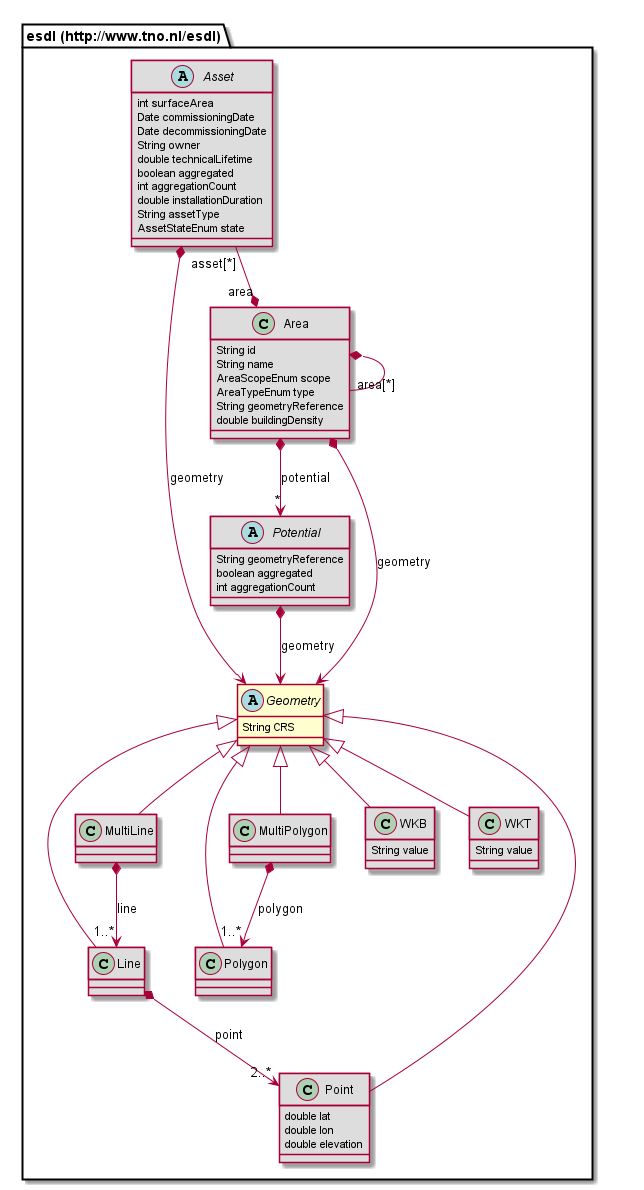 esdl (http://www.tno.nl/esdl)
A Asset
int surfaceArea
Date commissioningDate
Date decommissioningDate
String owner
double technicalLifetime
boolean aggregated
int aggregationCount
double installationDuration
String assetType
AssetStateEnum state
asset[*]
area
C Area
String id
String name
AreaScopeEnum scope
AreaTypeEnum type
String geometryReference
double buildingDensity
area[*]
geometry
potential
*
A Potential
String geometryReference
boolean aggregated
int aggregationCount
geometry
geometry
A Geometry
String CRS
C MultiLine
C MultiPolygon
C WKB
String value
C WKT
String value
line
1..*
polygon
1..*
C Line
C Polygon
point
2..*
C Point
double lat
double lon
double elevation